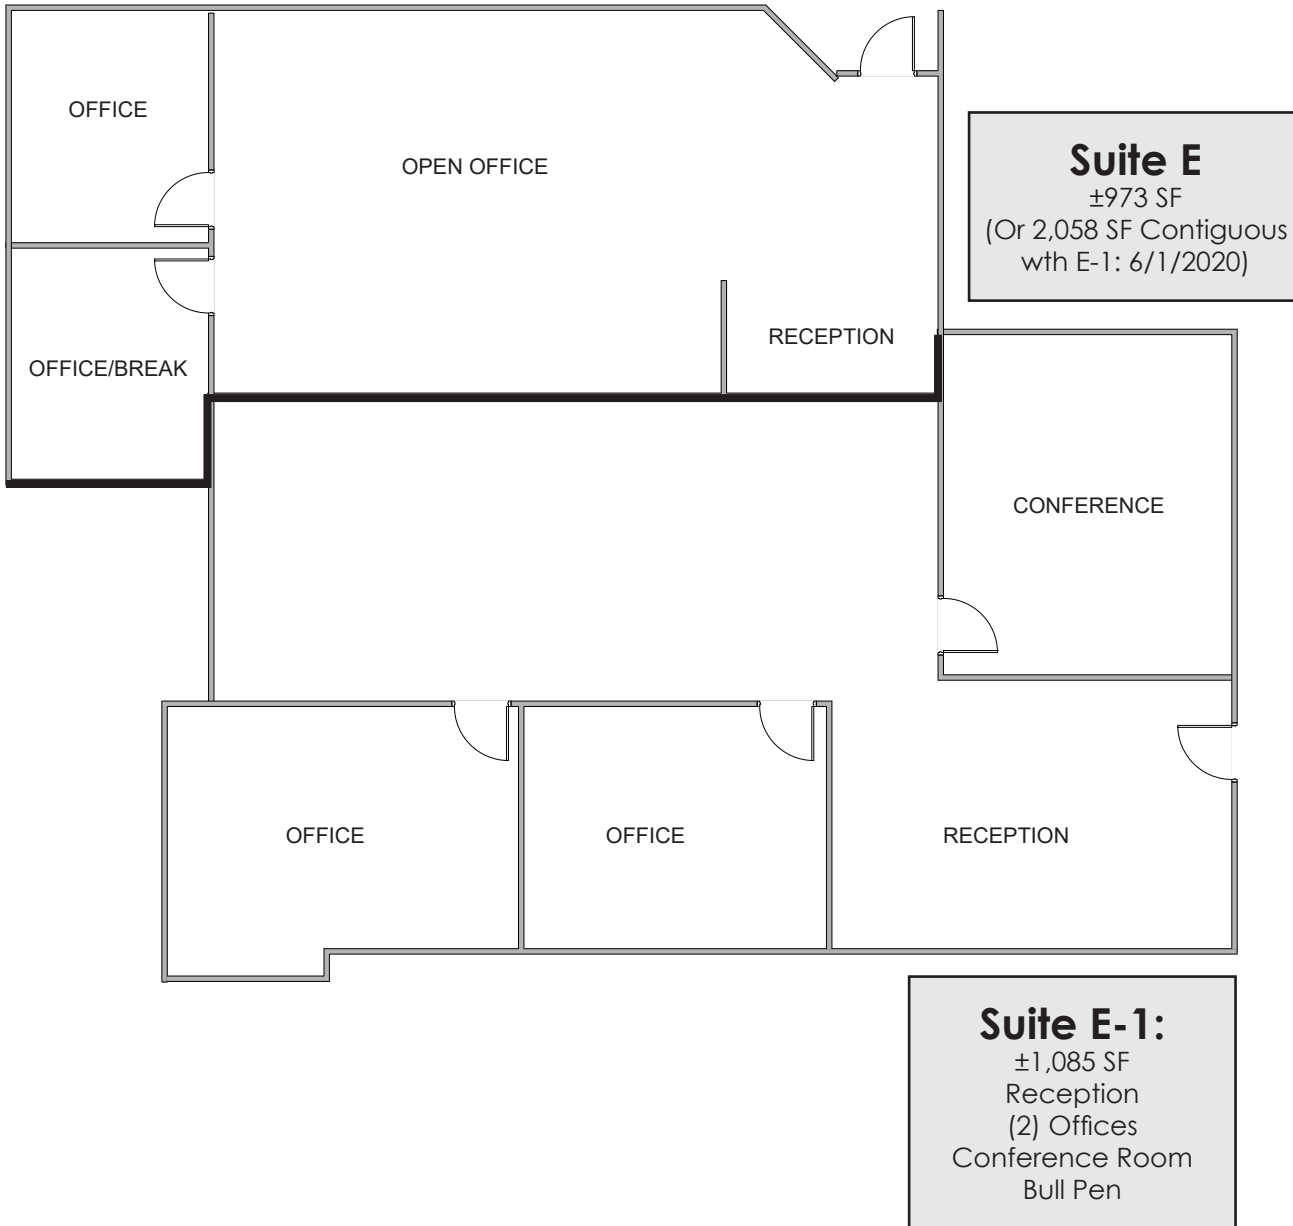 OFFICE
OPEN OFFICE
Suite E
±973 SF
(Or 2,058 SF Contiguous
wth E-1: 6/1/2020)
RECEPTION
OFFICE/BREAK
CONFERENCE
OFFICE
OFFICE
RECEPTION
Suite E-1:
±1,085 SF
Reception
(2) Offices
Conference Room
Bull Pen